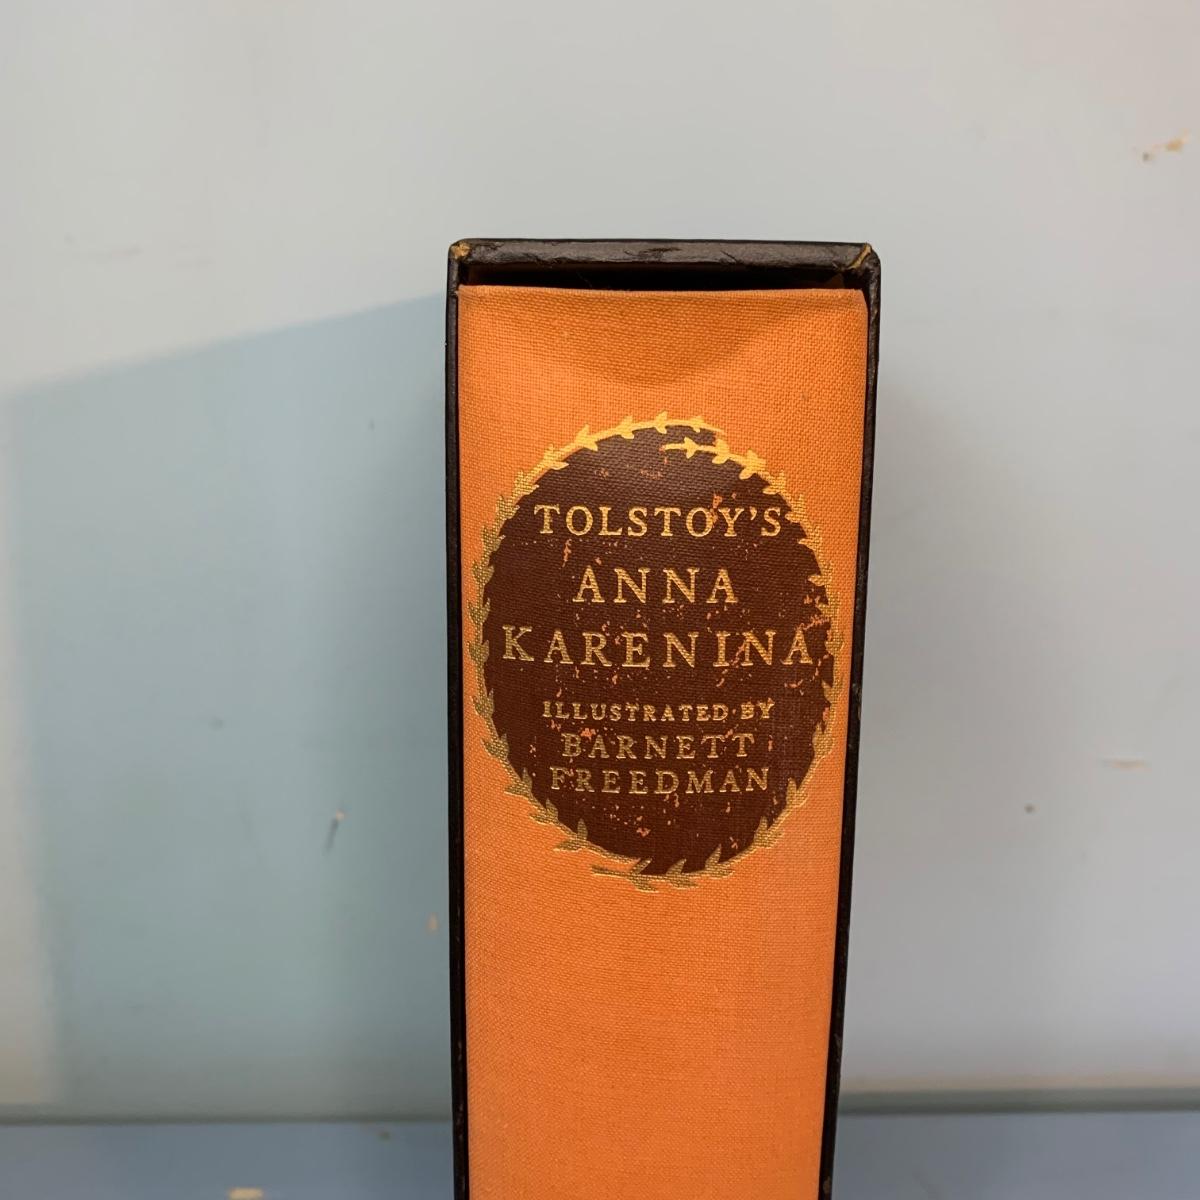 TOLSTOY'S
ANNA
KARENINA
ILLUSTRATED BY
BARNETT
FREEDMAN